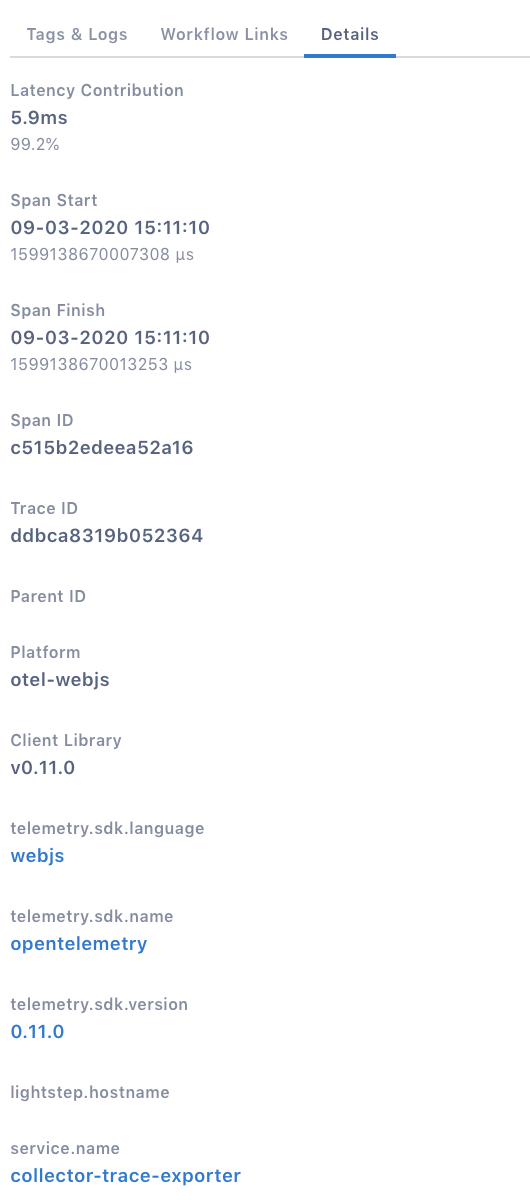 Tags & Logs Workflow Links Details
Latency Contribution
5.9ms
99.2%
Span Start
09-03-2020 15:11:10
1599138670007308 µs
Span Finish
09-03-2020 15:11:10
1599138670013253 µs
Span ID
c515b2edeea52a16
Trace ID
ddbca8319b052364
Parent ID
Platform
otel-webjs
Client Library
v0.11.0
telemetry.sdk.language
webjs
telemetry.sdk.name
opentelemetry
telemetry.sdk.version
0.11.0
lightstep.hostname
service.name
collector-trace-exporter